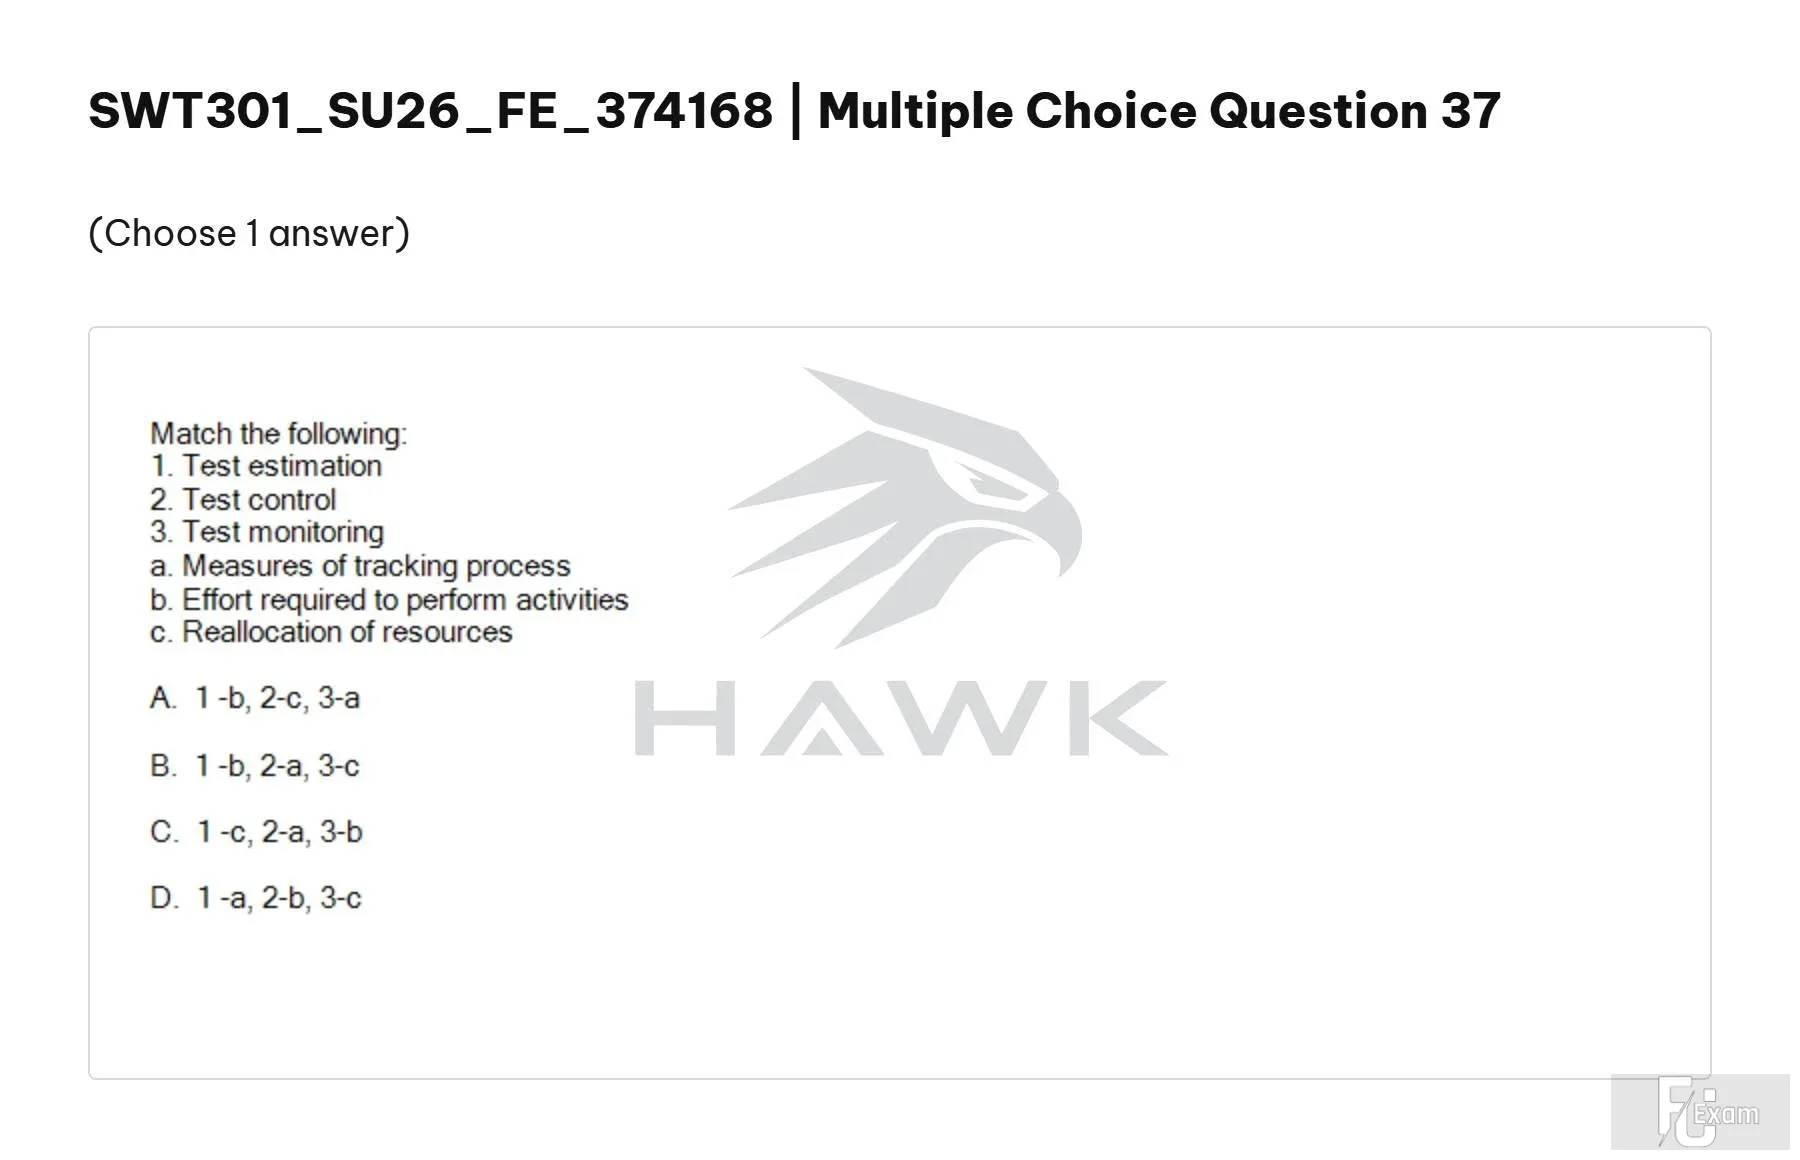 SWT301_SU26_FE_374168 | Multiple Choice Question 37
(Choose 1 answer)
Match the following:
1. Test estimation
2. Test control
3. Test monitoring
a. Measures of tracking process
b. Effort required to perform activities
c. Reallocation of resources
A. 1 -b, 2-c, 3-a
B. 1 -b, 2-a, 3-c
C. 1 -c, 2-a, 3-b
D. 1 -a, 2-b, 3-c
HAWK
FU Exam